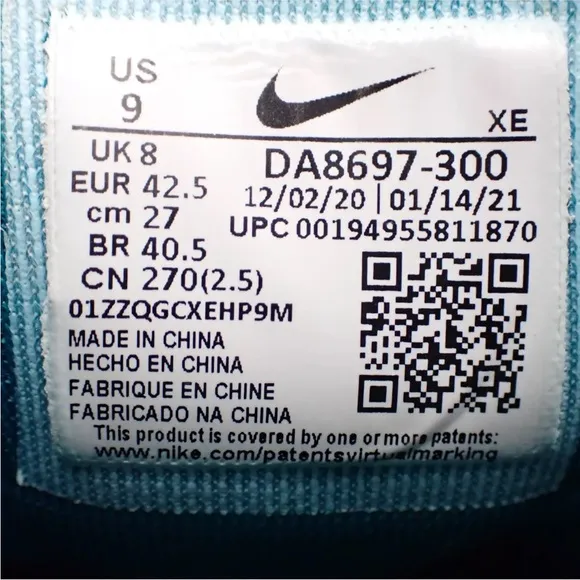 US
9
XE
UK 8
EUR 42.5
cm 27
BR 40.5
CN 270(2.5)
01ZZQGCXEHP9M
DA8697-300
12/02/20 | 01/14/21
UPC 00194955811870
MADE IN CHINA
HECHO EN CHINA
FABRIQUE EN CHINE
FABRICADO NA CHINA
This product is covered by one or more patents:
www.nike.com/patentsvirtualmarking